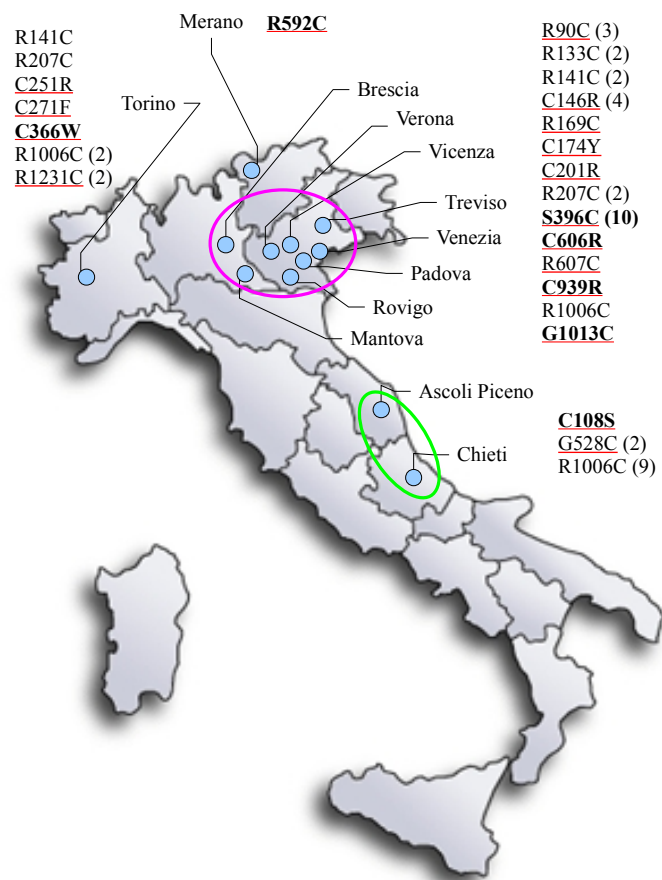 Merano
R592C
R141C
R207C
C251R
C271F
C366W
R1006C (2)
R1231C (2)
Torino
Brescia
Verona
Vicenza
Treviso
Venezia
Padova
Rovigo
Mantova
R90C (3)
R133C (2)
R141C (2)
C146R (4)
R169C
C174Y
C201R
R207C (2)
S396C (10)
C606R
R607C
C939R
R1006C
G1013C
Ascoli Piceno
Chieti
C108S
G528C (2)
R1006C (9)